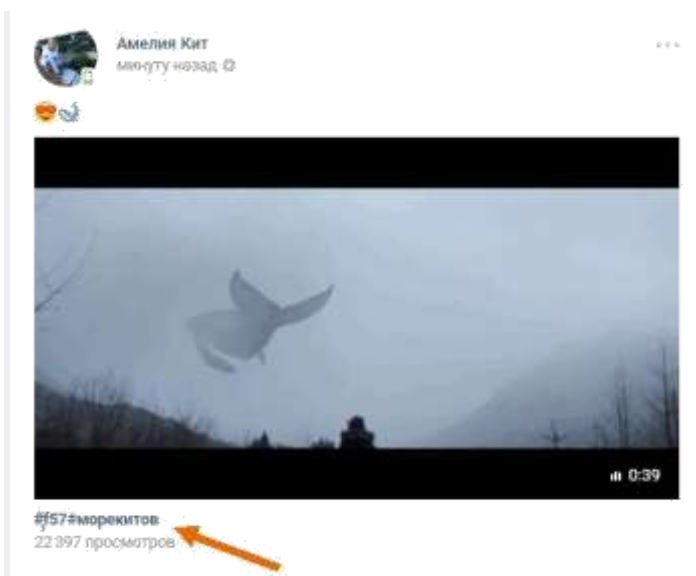 Амелия Кит
минуту назад
0:39
#f57#морекитов
22 397 просмотров